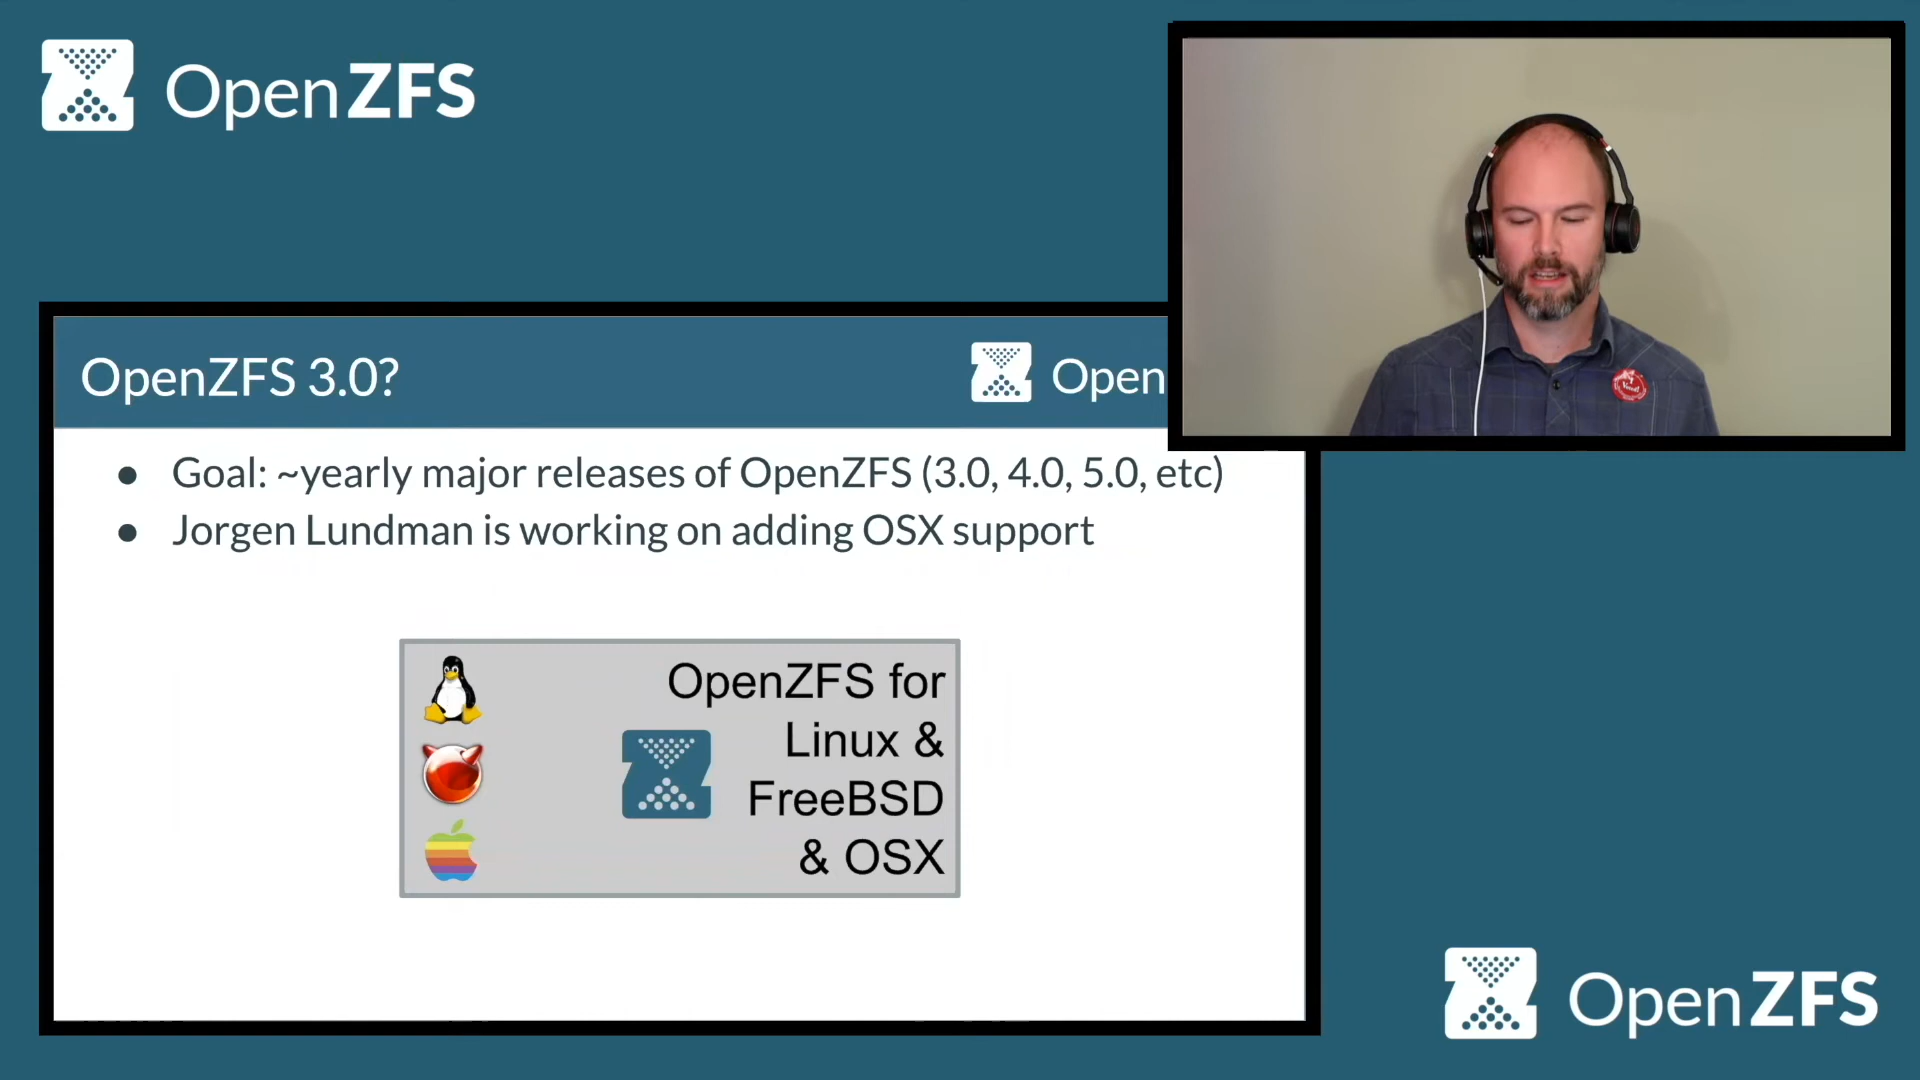 OpenZFS
OpenZFS 3.0?
Open
● Goal: ~yearly major releases of OpenZFS (3.0, 4.0, 5.0, etc)
● Jorgen Lundman is working on adding OSX support
OpenZFS for
Linux &
FreeBSD
& OSX
OpenZFS